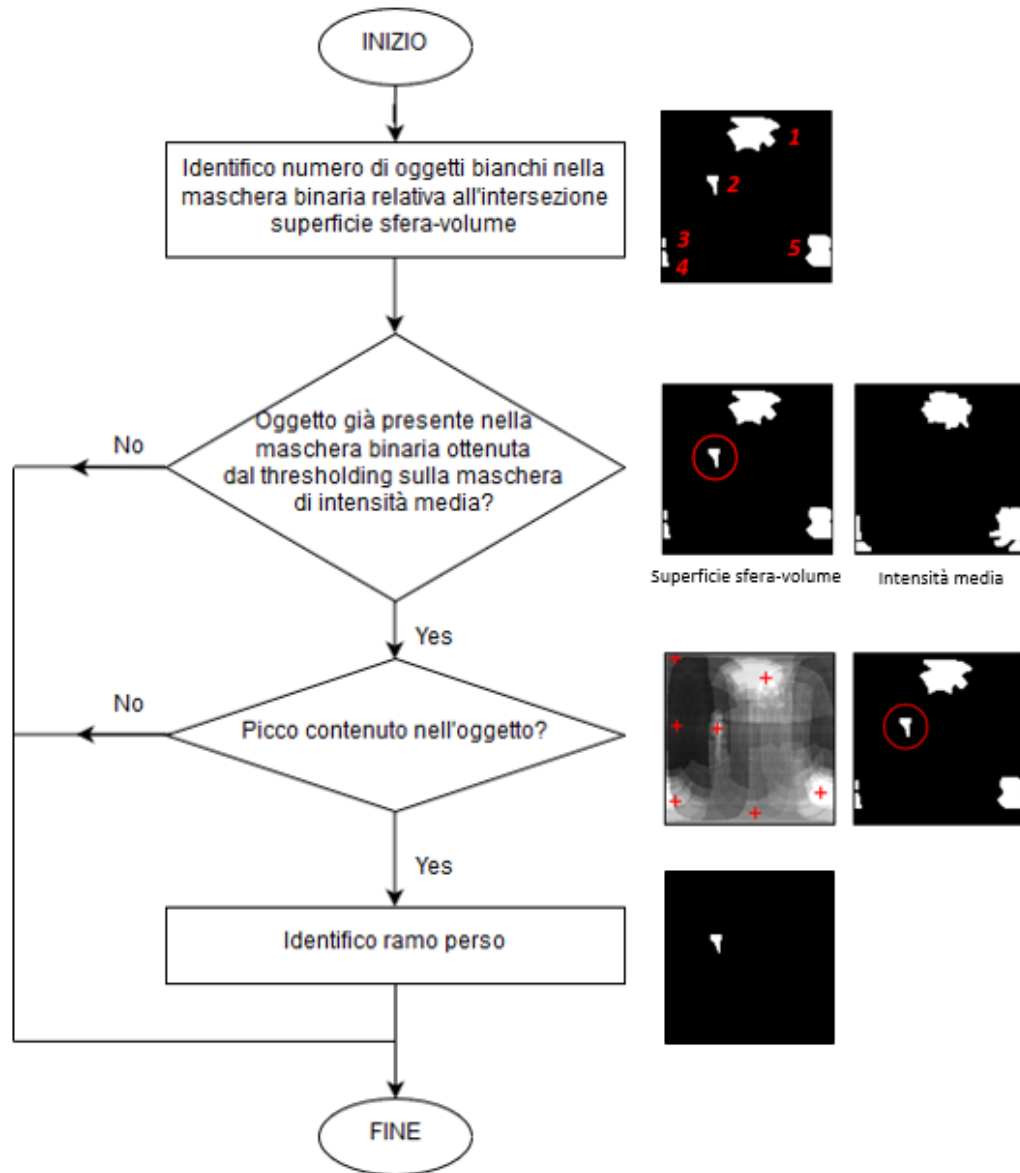 INIZIO
Identifico numero di oggetti bianchi nella
maschera binaria relativa all'intersezione
superficie sfera-volume
1
2
3
4
5
Oggetto già presente nella
maschera binaria ottenuta
dal thresholding sulla maschera
di intensità media?
No
Superficie sfera-volume
Intensità media
Yes
No
Picco contenuto nell'oggetto?
Yes
Identifico ramo perso
FINE